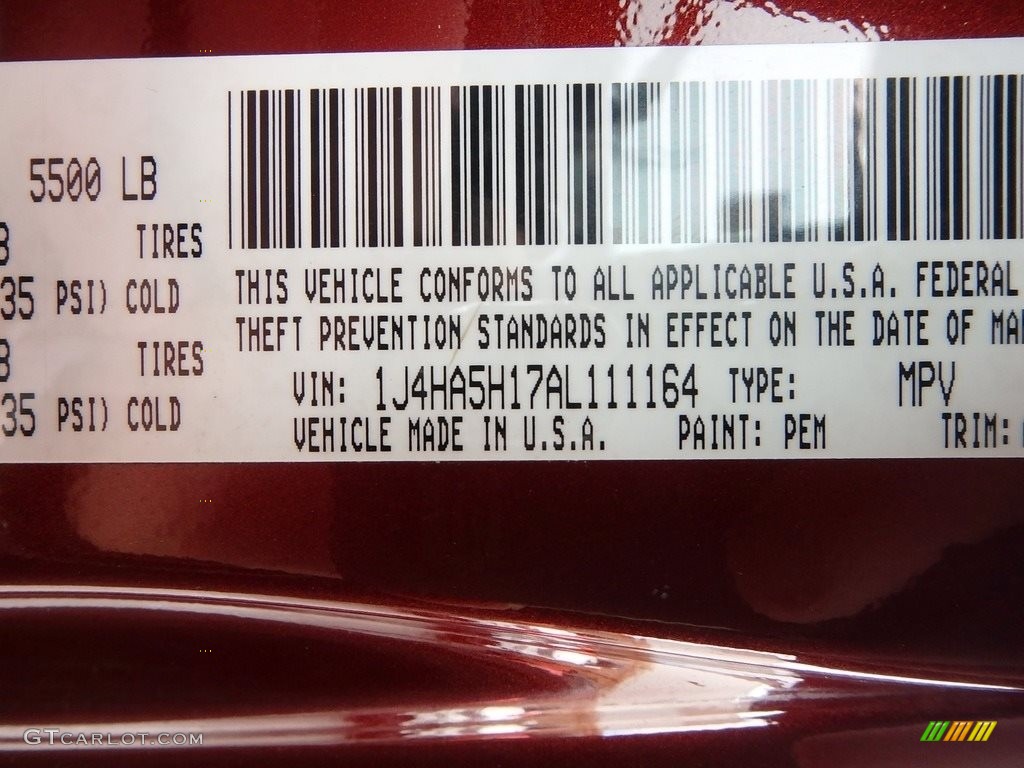 5500 LB
TIRES
35 PSI) COLD
TIRES
35 PSI) COLD
THIS VEHICLE CONFORMS TO ALL APPLICABLE U.S.A. FEDERAL
THEFT PREVENTION STANDARDS IN EFFECT ON THE DATE OF
VIN: 1J4HA5H17AL111164 TYPE: MPV
VEHICLE MADE IN U.S.A. PAINT: PEM TRIM:
GTCARLOT.COM